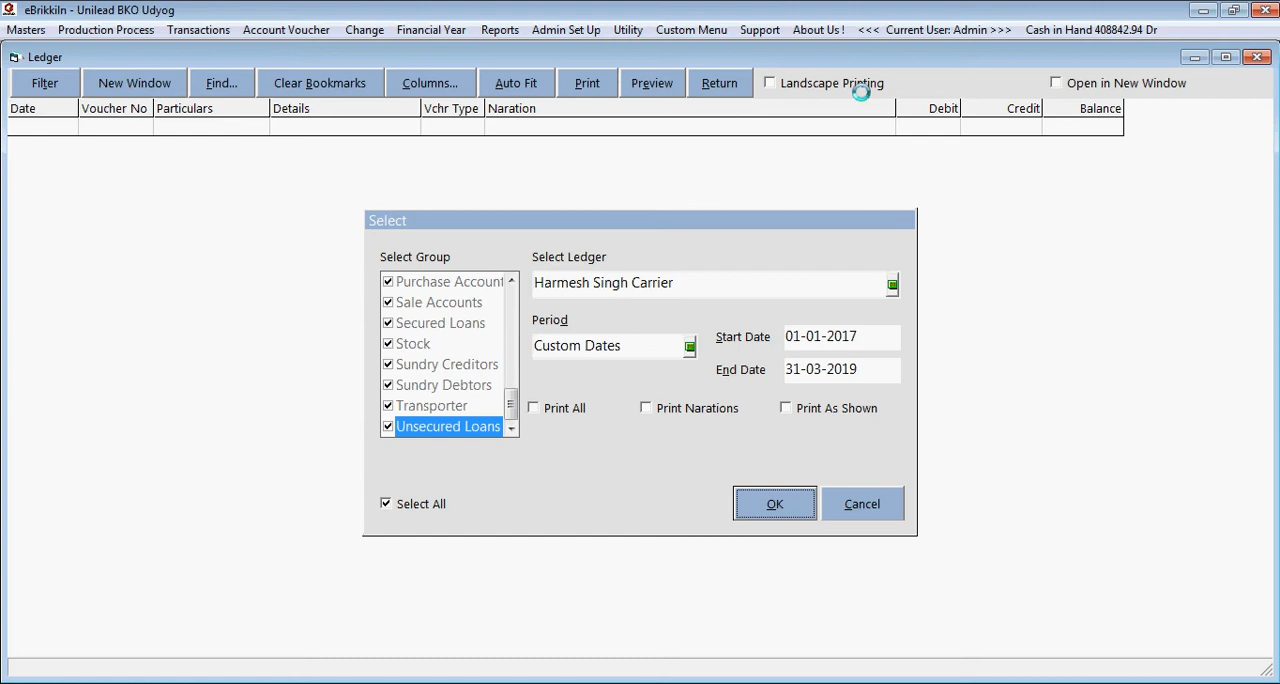 eBrikkiln - Unilead BKO Udyog
Masters Production Process Transactions Account Voucher Change Financial Year Reports Admin Set Up Utility Custom Menu Support About Us ! <<< Current User: Admin >>> Cash in Hand 408842.94 Dr
Ledger
Filter New Window Find... Clear Bookmarks Columns... Auto Fit Print Preview Return Landscape Printing Open in New Window
Date Voucher No Particulars Details Vchr Type Naration Debit Credit Balance
Select
Select Group Select Ledger
Purchase Account Harmesh Singh Carrier
Sale Accounts
Secured Loans Period
Stock Custom Dates Start Date 01-01-2017
Sundry Creditors End Date 31-03-2019
Sundry Debtors
Transporter Print All Print Narations Print As Shown
Unsecured Loans
Select All OK Cancel